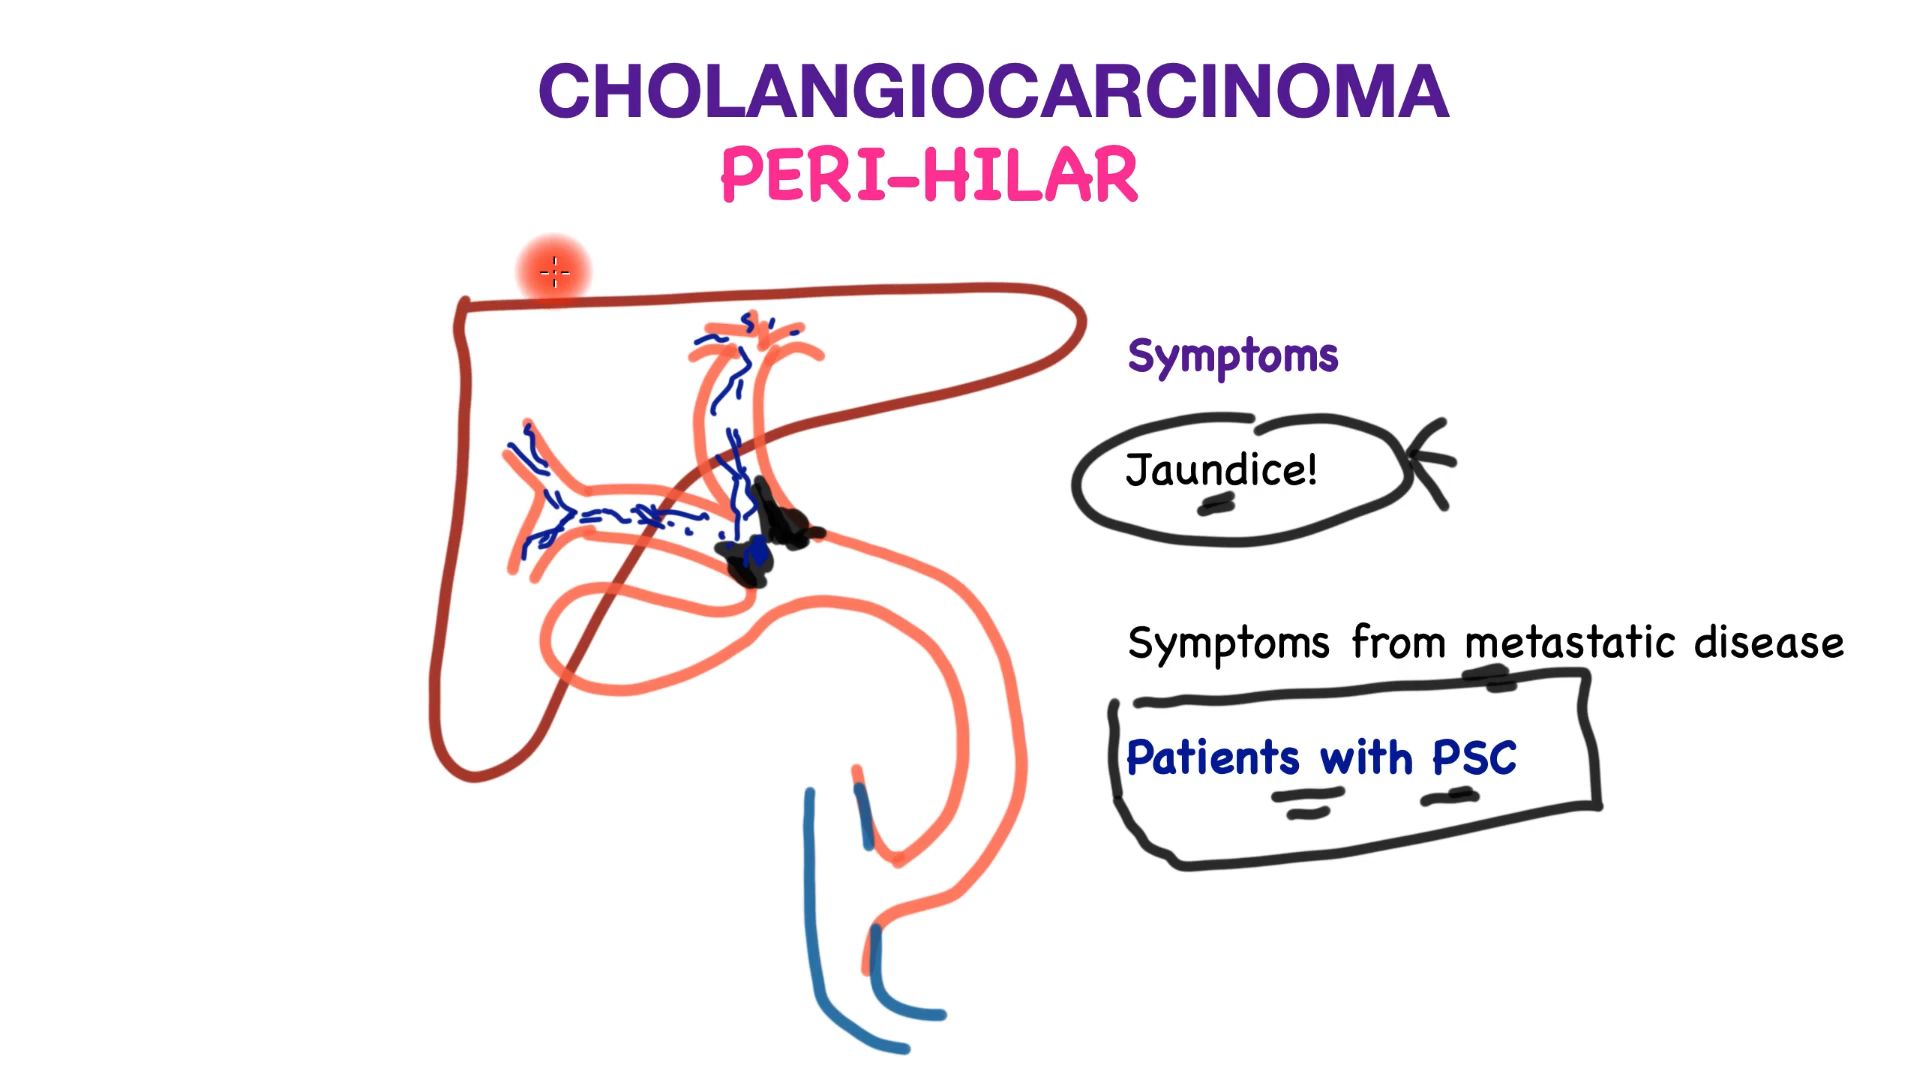 CHOLANGIOCARCINOMA
PERI-HILAR
Symptoms
Jaundice!
Symptoms from metastatic disease
Patients with PSC